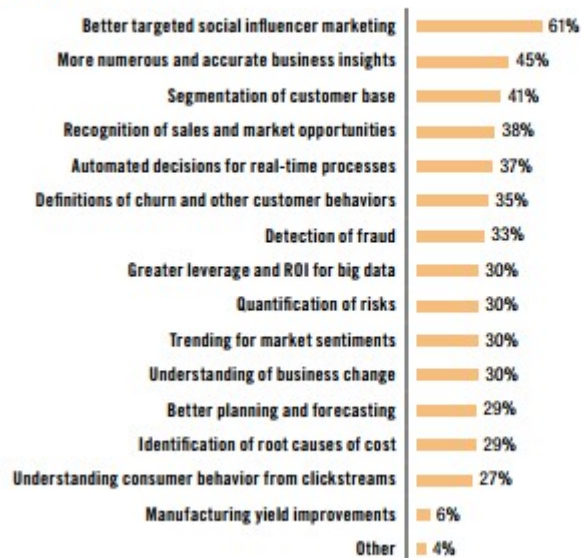 Better targeted social influencer marketing 61%
More numerous and accurate business insights 45%
Segmentation of customer base 41%
Recognition of sales and market opportunities 38%
Automated decisions for real-time processes 37%
Definitions of churn and other customer behaviors 35%
Detection of fraud 33%
Greater leverage and ROI for big data 30%
Quantification of risks 30%
Trending for market sentiments 30%
Understanding of business change 30%
Better planning and forecasting 29%
Identification of root causes of cost 29%
Understanding consumer behavior from clickstreams 27%
Manufacturing yield improvements 6%
Other 4%